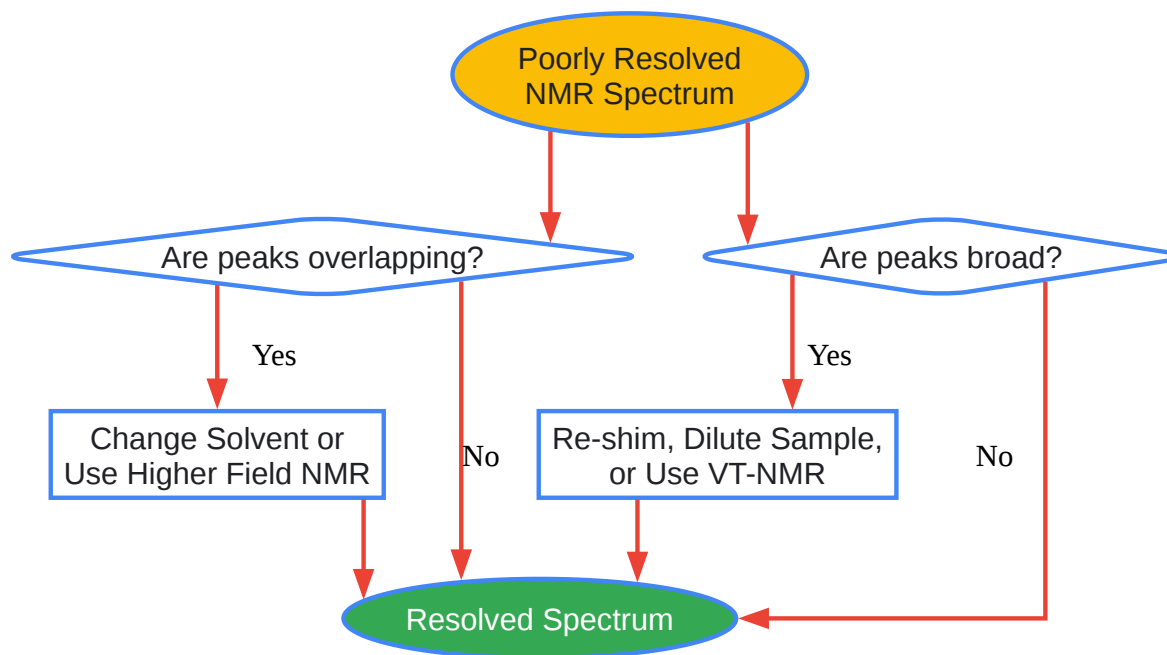 Poorly Resolved
NMR Spectrum
Are peaks overlapping?
Are peaks broad?
Yes
Yes
Change Solvent or
Use Higher Field NMR
No
Re-shim, Dilute Sample,
or Use VT-NMR
No
Resolved Spectrum